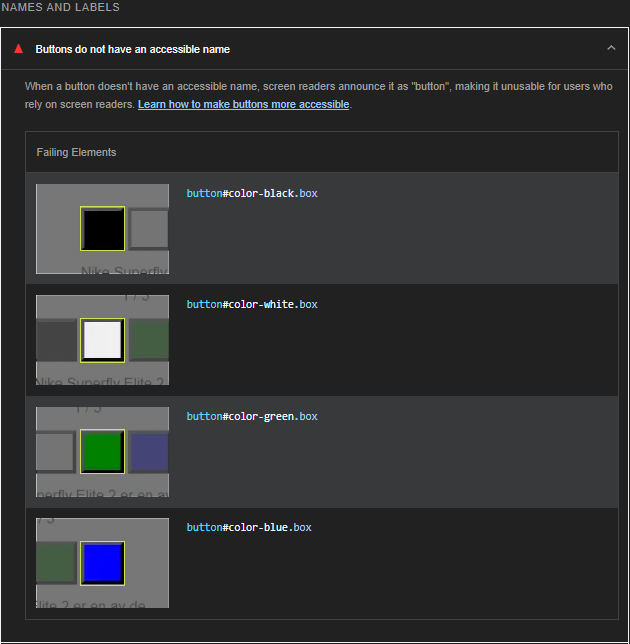 NAMES AND LABELS
Buttons do not have an accessible name
When a button doesn't have an accessible name, screen readers announce it as "button", making it unusable for users who
rely on screen readers. Learn how to make buttons more accessible.
Failing Elements
button#color-black.box
Nike Superfly
1 / 3
button#color-white.box
Nike Superfly Elite 2
1 / 3
button#color-green.box
perfly Elite 2 er en av
/ 3
button#color-blue.box
Elite 2 er en av de